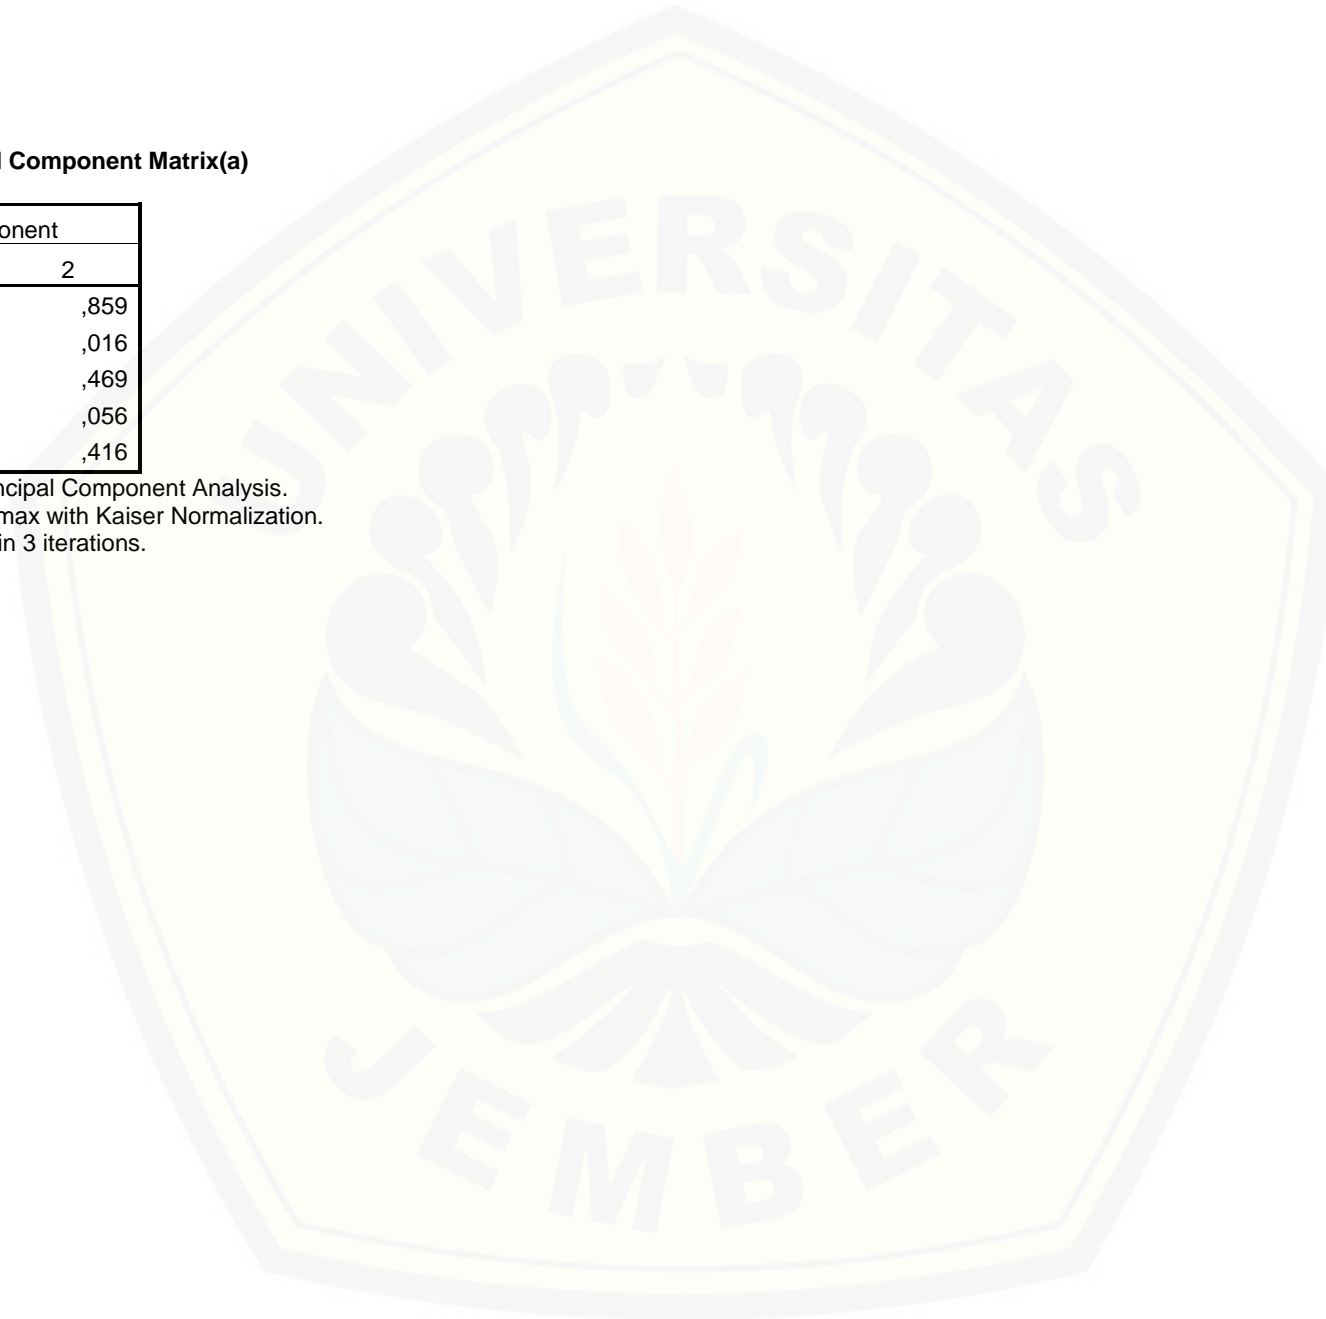 l Component Matrix(a)
onent
2
,859
,016
,469
,056
,416
ncipal Component Analysis.
max with Kaiser Normalization.
in 3 iterations.
UNIVERSITAS
JEMBER